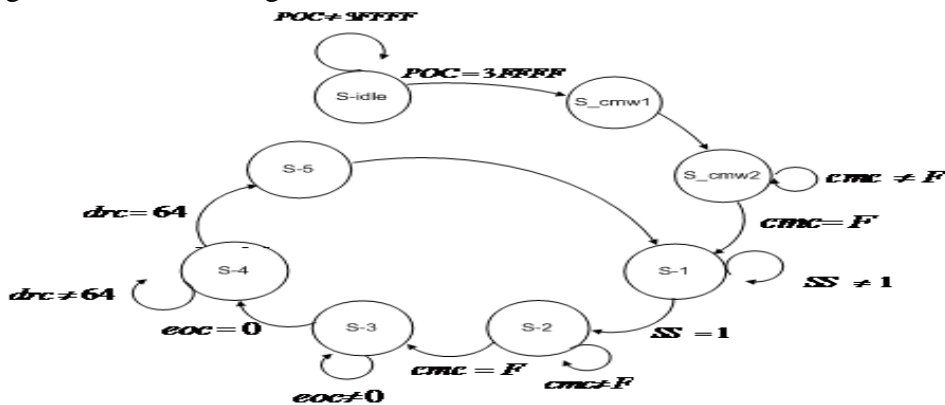 POC≠3FFFF
POC=3FFFF
S-idle
S_cmw1
S-5
S_cmw2
cmc ≠ F
drc=64
cmc=F
S-4
S-1
drc≠64
SS ≠ 1
eoc=0
S-3
S-2
SS =1
cmc = F
cmc≠F
eoc≠0